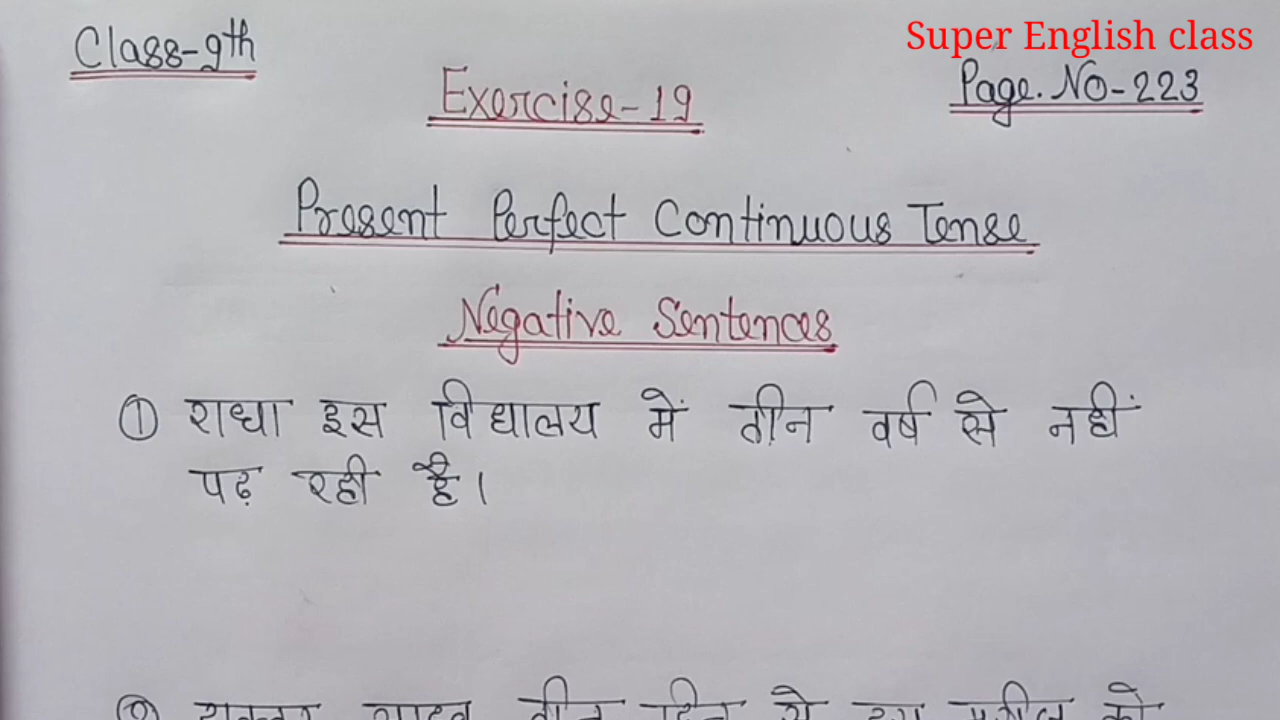 Class-9th
Super English class
Exercise-19
Page. No-223
Present Perfect Continuous Tense
Negative Sentences
① राधा इस विद्यालय में तीन वर्ष से नहीं
पढ़ रही है।
② तीन दिन से को